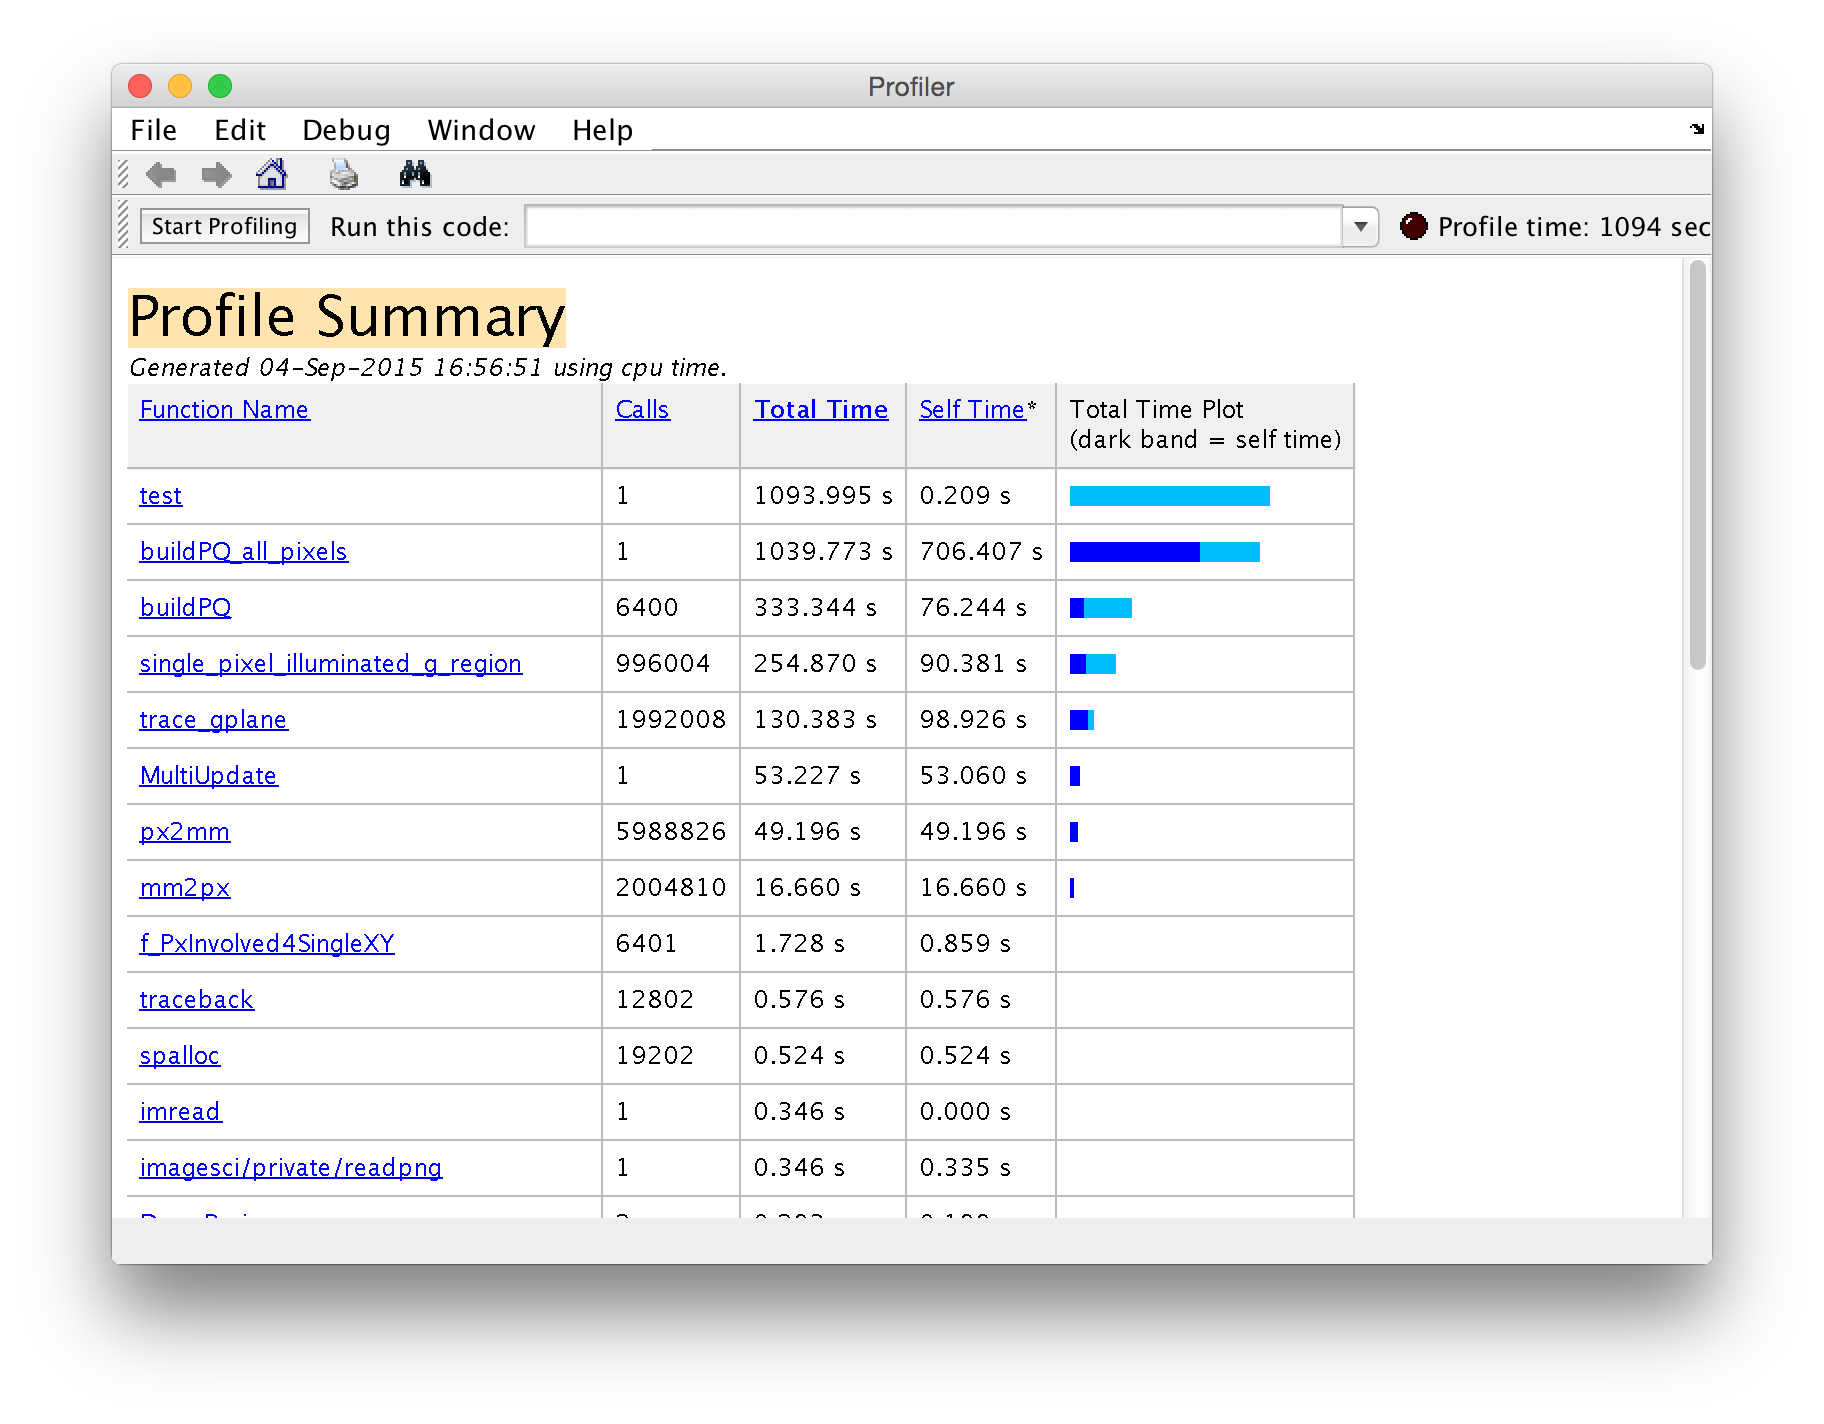 Profiler
File Edit Debug Window Help
Start Profiling Run this code: Profile time: 1094 sec
Profile Summary
Generated 04-Sep-2015 16:56:51 using cpu time.
Function Name Calls Total Time Self Time* Total Time Plot
(dark band = self time)
test 1 1093.995 s 0.209 s
buildPQ_all_pixels 1 1039.773 s 706.407 s
buildPQ 6400 333.344 s 76.244 s
single_pixel_illuminated_g_region 996004 254.870 s 90.381 s
trace_gplane 1992008 130.383 s 98.926 s
MultiUpdate 1 53.227 s 53.060 s
px2mm 5988826 49.196 s 49.196 s
mm2px 2004810 16.660 s 16.660 s
f_PxInvolved4SingleXY 6401 1.728 s 0.859 s
traceback 12802 0.576 s 0.576 s
spalloc 19202 0.524 s 0.524 s
imread 1 0.346 s 0.000 s
imagesci/private/readpng 1 0.346 s 0.335 s